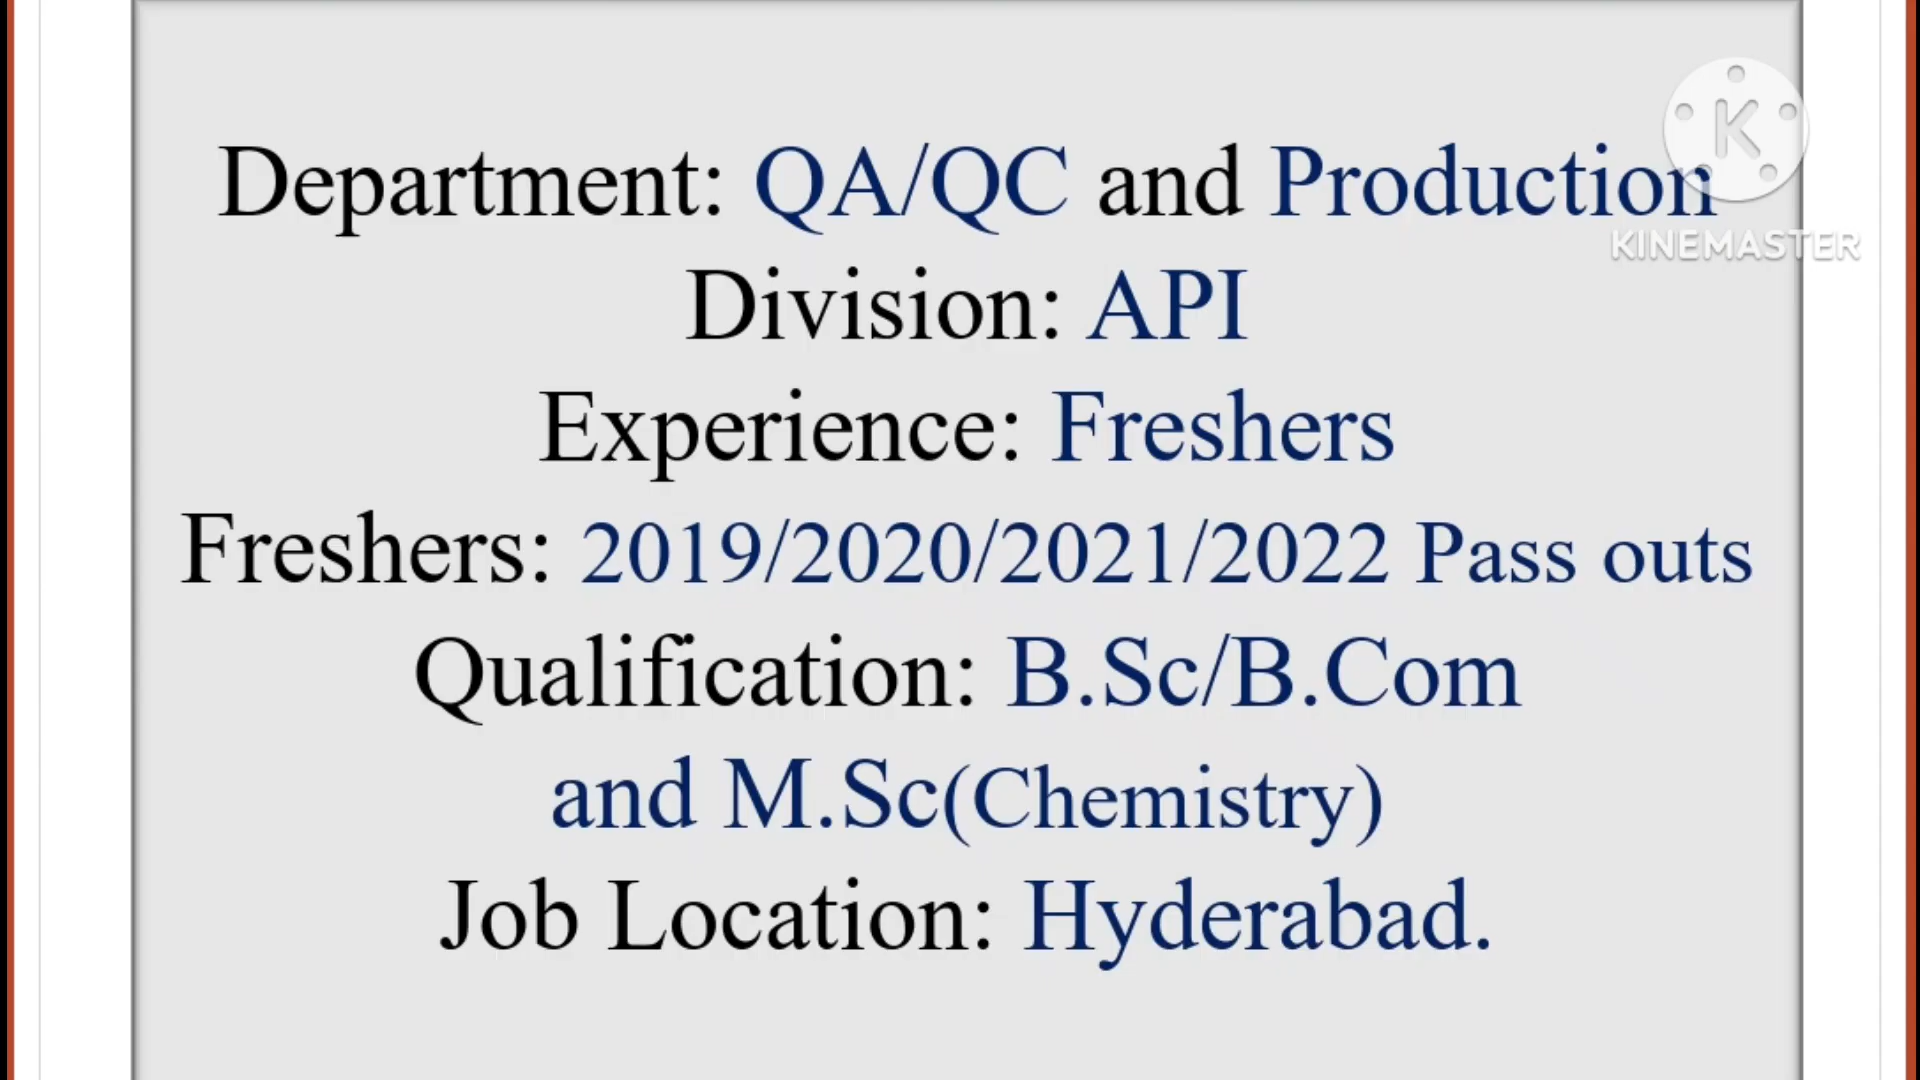 Department: QA/QC and Production
K
KINEMASTER
Division: API
Experience: Freshers
Freshers: 2019/2020/2021/2022 Pass outs
Qualification: B.Sc/B.Com
and M.Sc(Chemistry)
Job Location: Hyderabad.